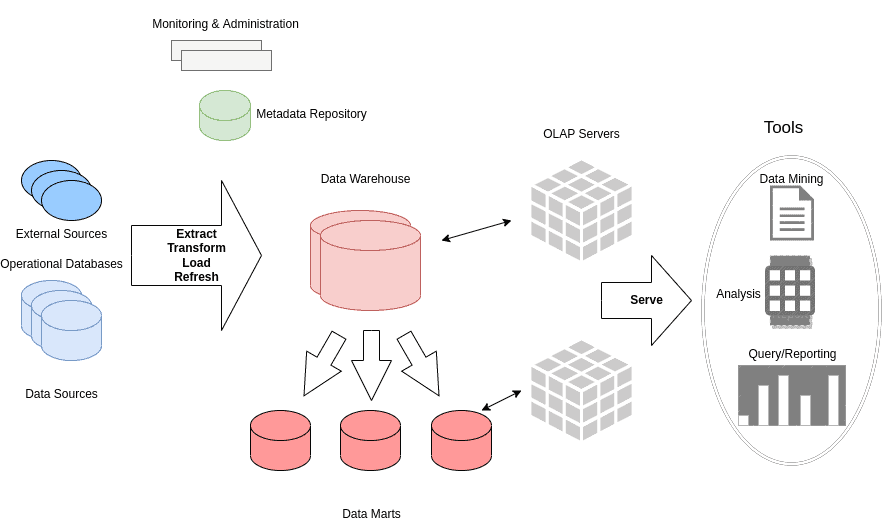 Monitoring & Administration
Metadata Repository
OLAP Servers
Tools
Data Warehouse
Data Mining
External Sources
Extract
Transform
Load
Refresh
Operational Databases
Analysis
Serve
Query/Reporting
Data Sources
Data Marts